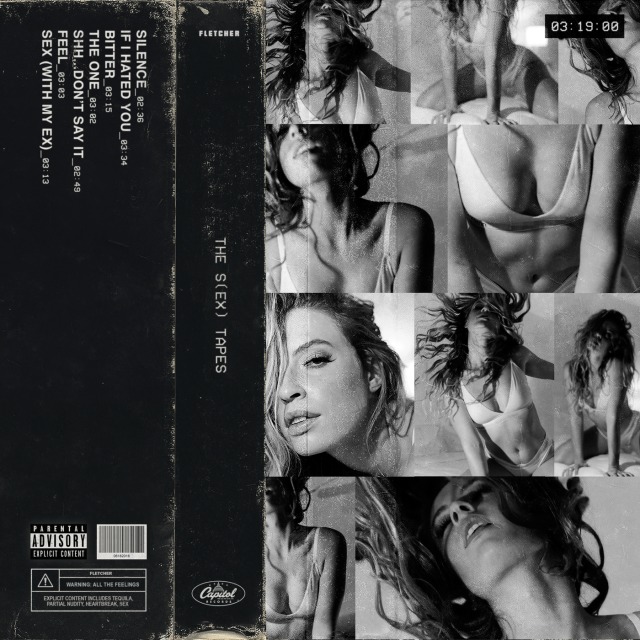 SILENCE_02:36
IF I HATED YOU_03:34
BITTER_03:15
THE ONE_03:02
SHH...DON'T SAY IT_02:49
FEEL_03:03
SEX (WITH MY EX)_03:13
PARENTAL
ADVISORY
EXPLICIT CONTENT
FLETCHER
WARNING: ALL THE FEELINGS
EXPLICIT CONTENT INCLUDES TEQUILA,
PARTIAL NUDITY, HEARTBREAK, SEX
FLETCHER
THE S(EX) TAPES
Capitol
RECORDS
03:19:00